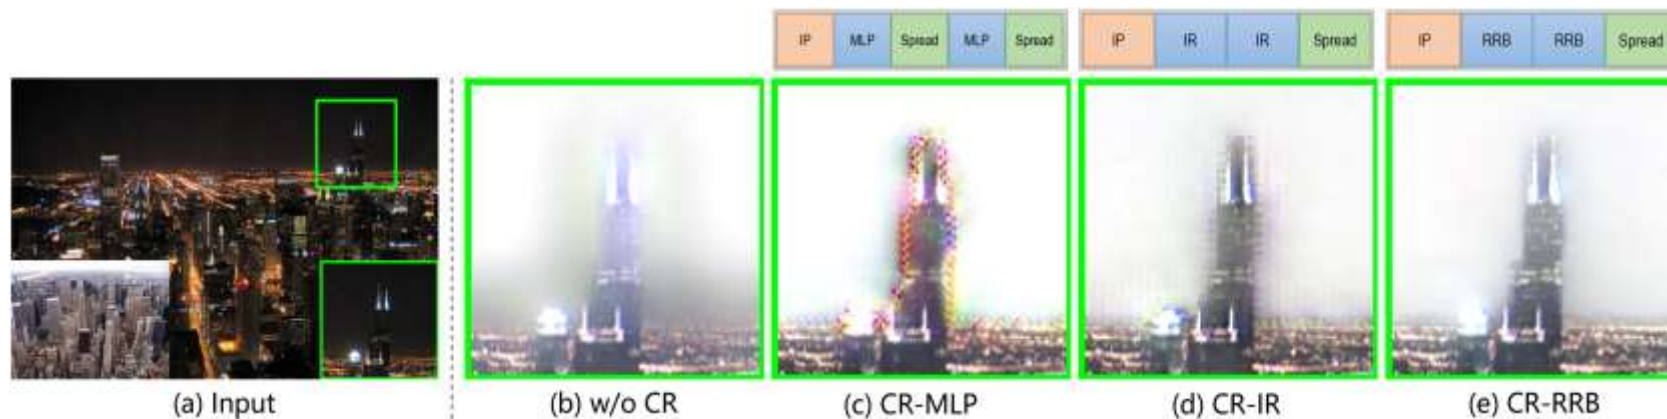 IP MLP Spread MLP Spread
IP IR IR Spread
IP RRB RRB Spread
(a) Input
(b) w/o CR
(c) CR-MLP
(d) CR-IR
(e) CR-RRB